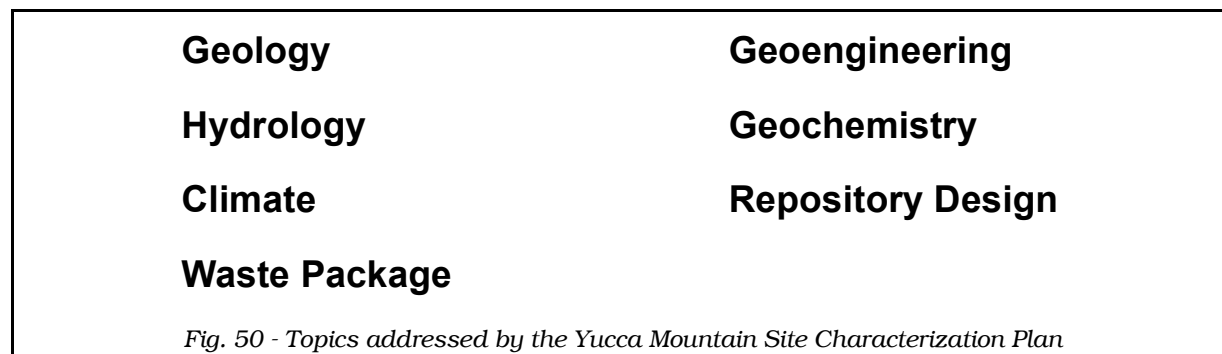 Geology Geoengineering
Hydrology Geochemistry
Climate Repository Design
Waste Package
Fig. 50 - Topics addressed by the Yucca Mountain Site Characterization Plan